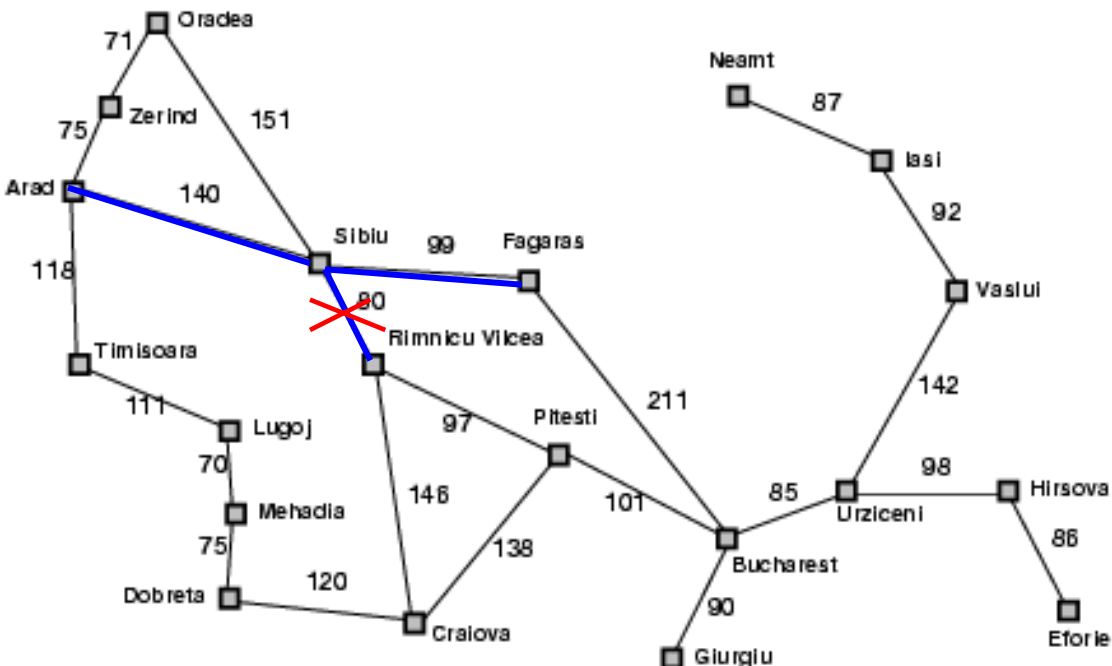 Oradea
71
Neamt
87
Zerind
151
75
Iasi
Arad
140
92
Sibiu
99
Fagaras
118
80
Vaslui
Rimnicu Vilcea
Timisoara
142
111
211
Lugoj
97
Pitesti
70
98
146
101
85
Hirsova
Mehadia
Urziceni
75
138
86
Bucharest
Dobreta
120
90
Craiova
Eforie
Giurgiu